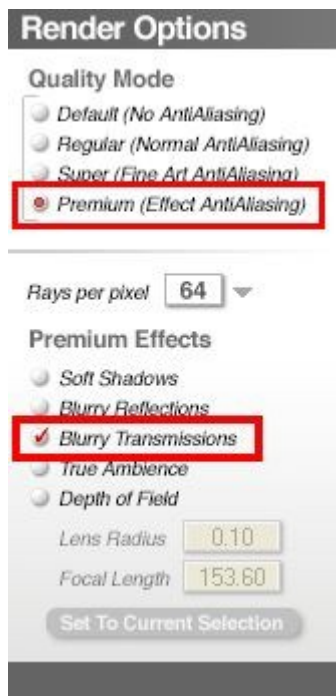 Render Options
Quality Mode
Default (No AntiAliasing)
Regular (Normal AntiAliasing)
Super (Fine Art AntiAliasing)
Premium (Effect AntiAliasing)
Rays per pixel 64
Premium Effects
Soft Shadows
Blurry Reflections
Blurry Transmissions
True Ambience
Depth of Field
Lens Radius 0.10
Focal Length 153.60
Set To Current Selection